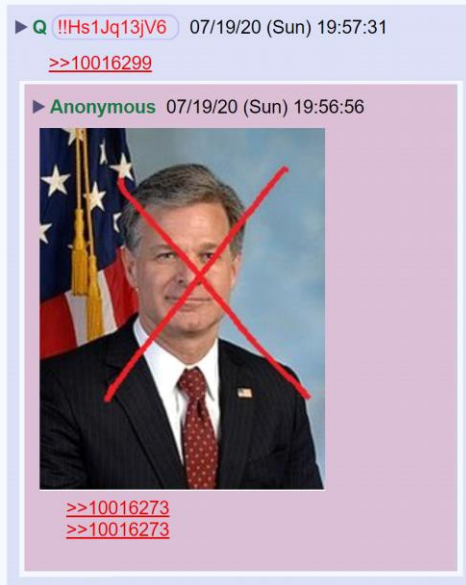 ▶ Q !!Hs1Jq13jV6 07/19/20 (Sun) 19:57:31
>>10016299
▶ Anonymous 07/19/20 (Sun) 19:56:56
>>10016273
>>10016273